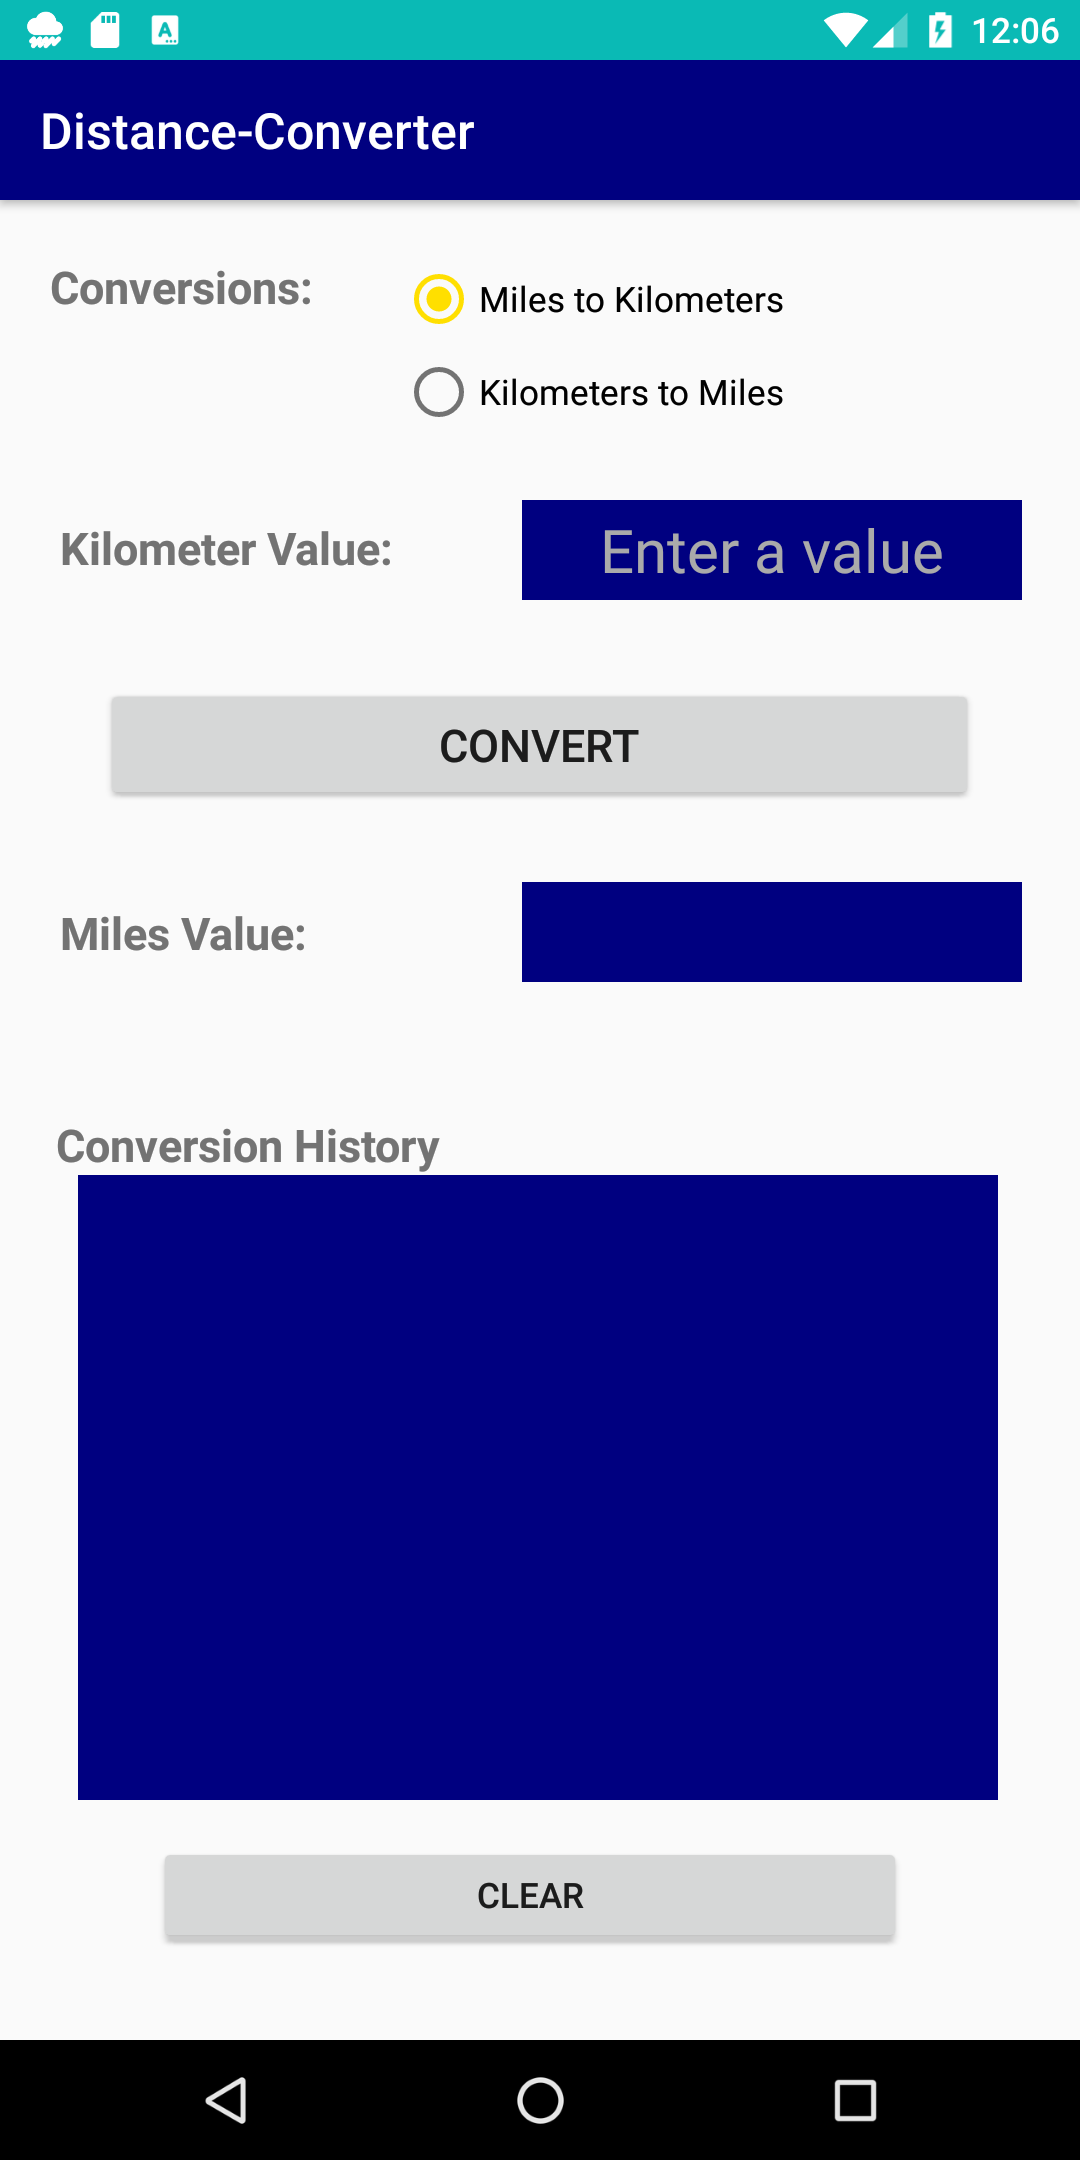 12:06
Distance-Converter
Conversions:
Miles to Kilometers
Kilometers to Miles
Kilometer Value:
Enter a value
CONVERT
Miles Value:
Conversion History
CLEAR